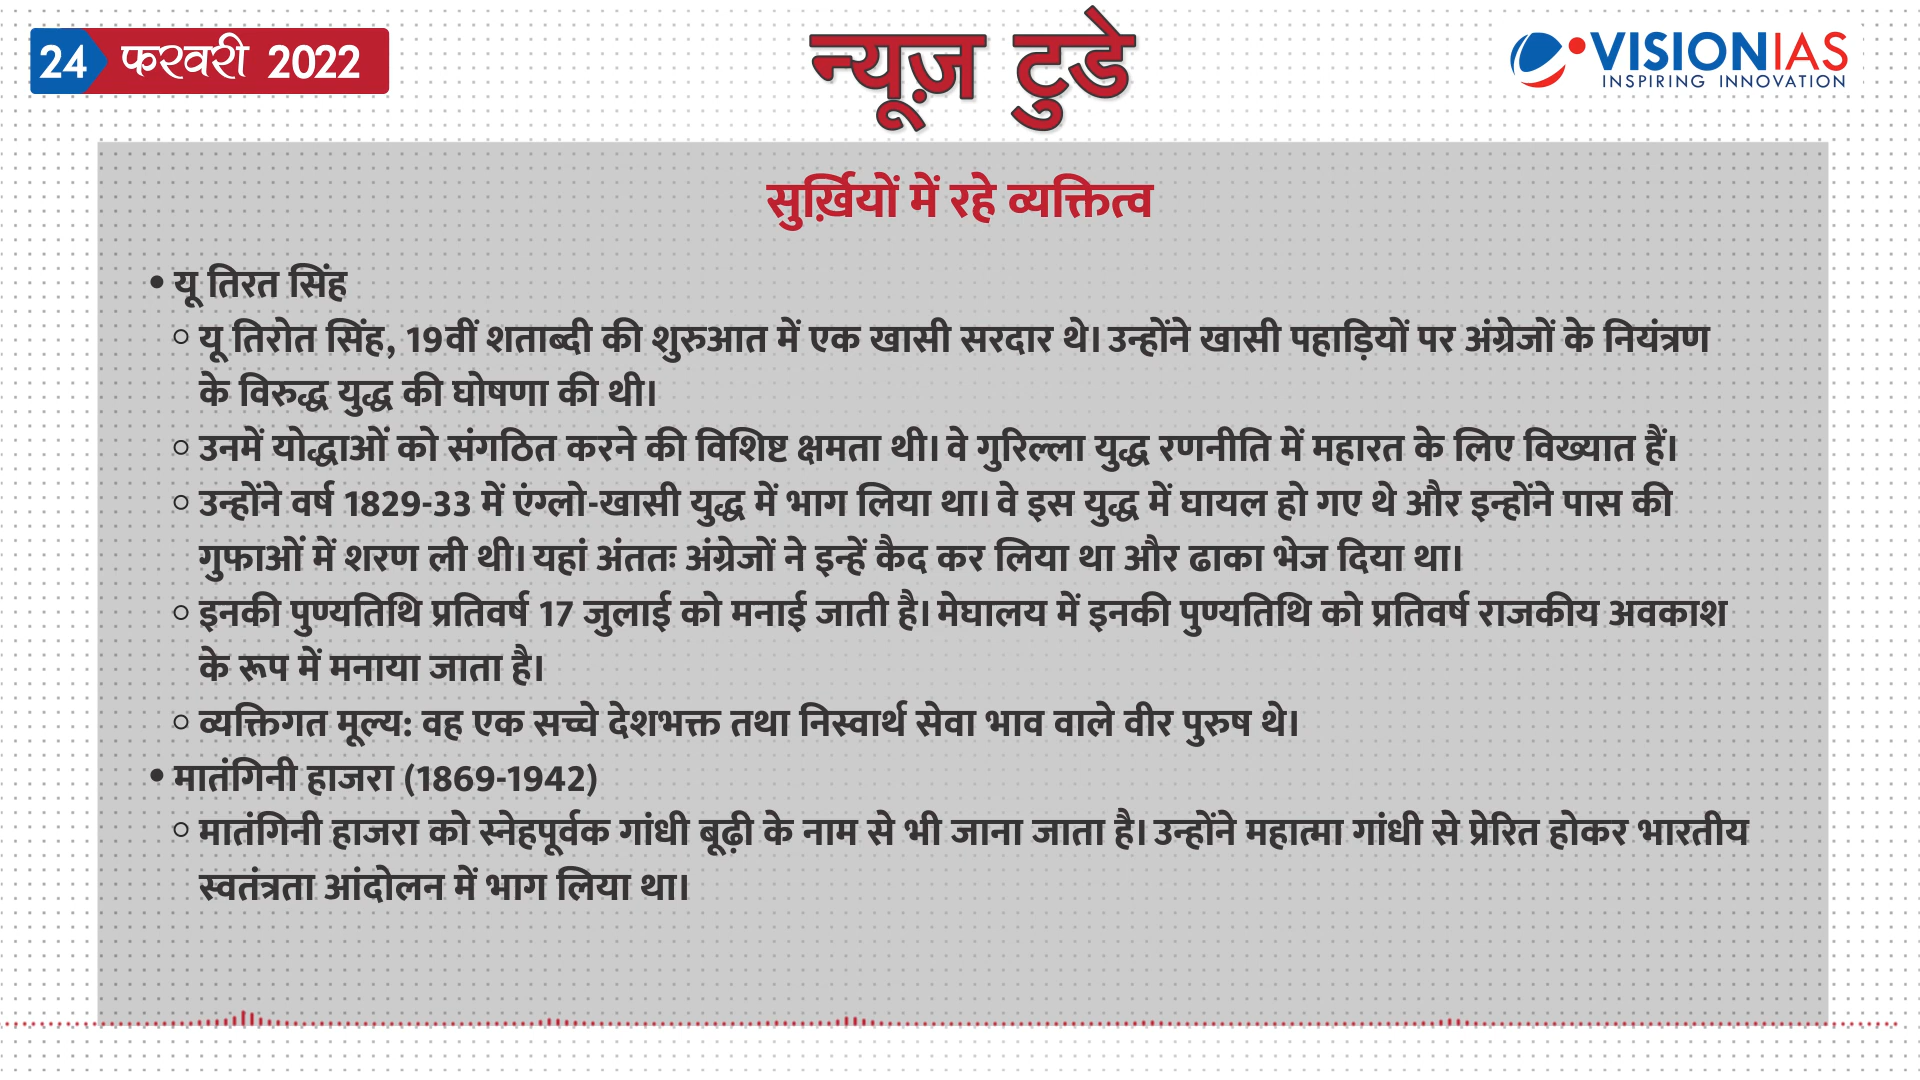 24 फरवरी 2022
न्यूज़ टुडे
VISIONIAS
INSPIRING INNOVATION
सुर्ख़ियों में रहे व्यक्तित्व
• यू तिरत सिंह
○ यू तिरोत सिंह, 19वीं शताब्दी की शुरुआत में एक खासी सरदार थे। उन्होंने खासी पहाड़ियों पर अंग्रेजों के नियंत्रण
के विरुद्ध युद्ध की घोषणा की थी।
○ उनमें योद्धाओं को संगठित करने की विशिष्ट क्षमता थी। वे गुरिल्ला युद्ध रणनीति में महारत के लिए विख्यात हैं।
○ उन्होंने वर्ष 1829-33 में एंग्लो-खासी युद्ध में भाग लिया था। वे इस युद्ध में घायल हो गए थे और इन्होंने पास की
गुफाओं में शरण ली थी। यहां अंततः अंग्रेजों ने इन्हें कैद कर लिया था और ढाका भेज दिया था।
○ इनकी पुण्यतिथि प्रतिवर्ष 17 जुलाई को मनाई जाती है। मेघालय में इनकी पुण्यतिथि को प्रतिवर्ष राजकीय अवकाश
के रूप में मनाया जाता है।
○ व्यक्तिगत मूल्य: वह एक सच्चे देशभक्त तथा निस्वार्थ सेवा भाव वाले वीर पुरुष थे।
• मातंगिनी हाजरा (1869-1942)
○ मातंगिनी हाजरा को स्नेहपूर्वक गांधी बूढ़ी के नाम से भी जाना जाता है। उन्होंने महात्मा गांधी से प्रेरित होकर भारतीय
स्वतंत्रता आंदोलन में भाग लिया था।